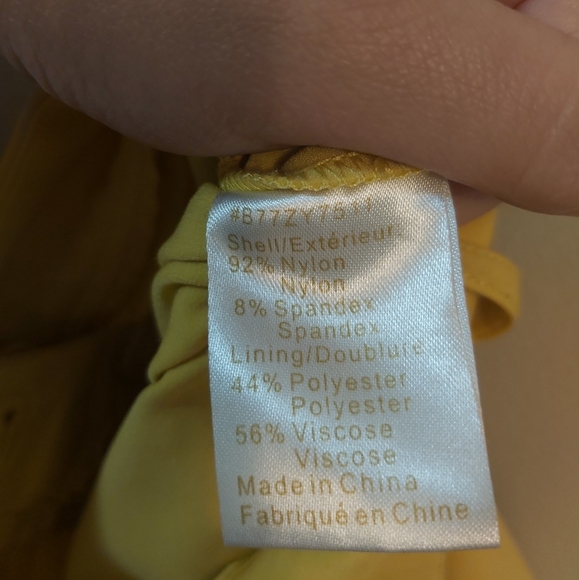 Shell/Extérieur:
92% Nylon
Nylon
8% Spandex
Spandex
Lining/Doublure
44% Polyester
Polyester
56% Viscose
Viscose
Made in China
Fabriqué en Chine